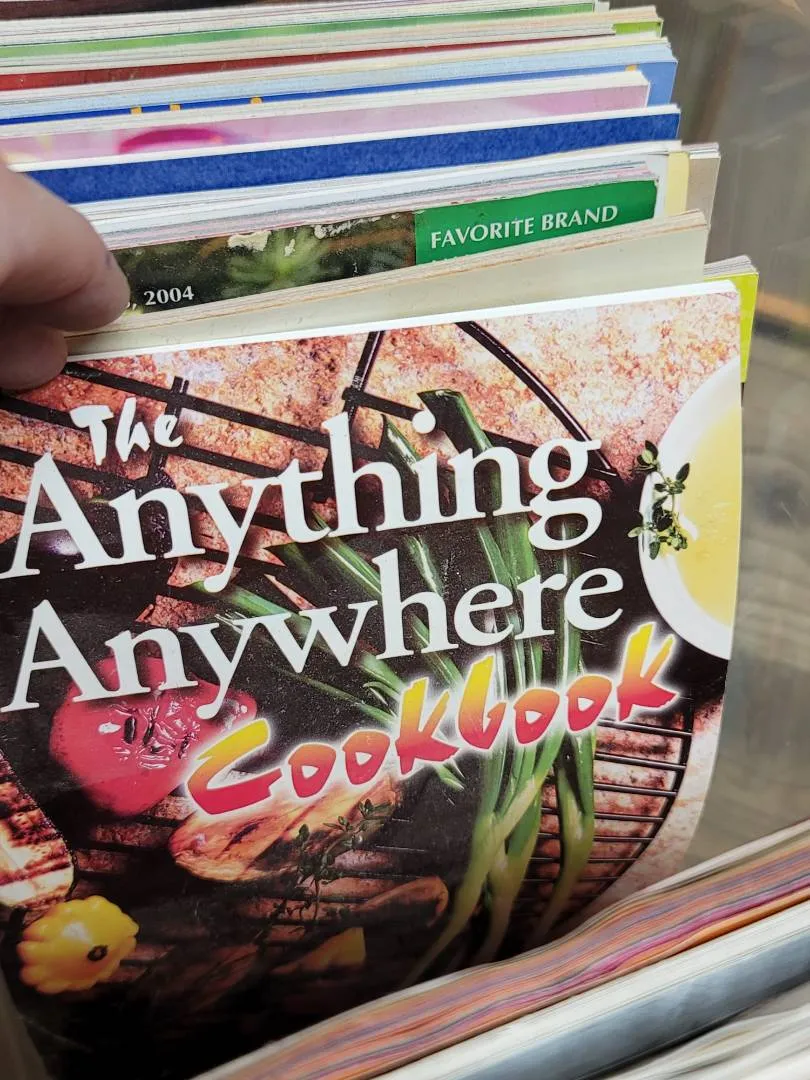 FAVORITE BRAND
, 2004
The
Anything
Anywhere
Cookbook